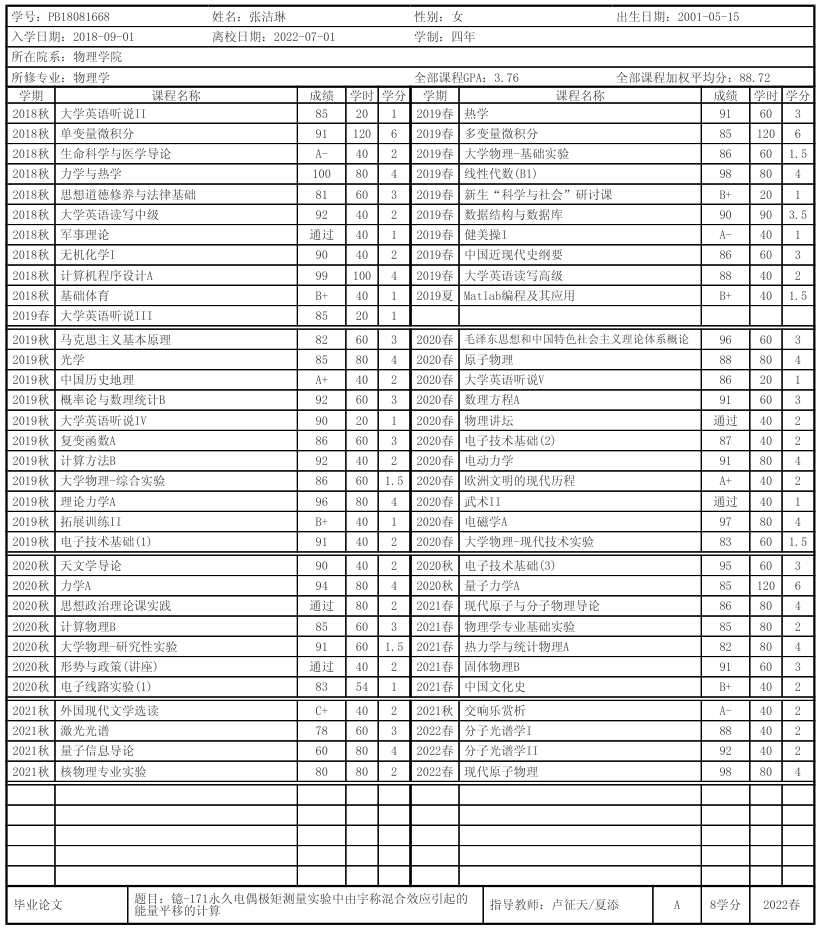 学号: PB18081668 姓名: 张洁琳 性别: 女 出生日期: 2001-05-15
入学日期: 2018-09-01 离校日期: 2022-07-01 学制: 四年
所在院系: 物理学院
所修专业: 物理学 全部课程GPA: 3.76 全部课程加权平均分: 88.72
学期 课程名称 成绩 学时 学分 学期 课程名称 成绩 学时 学分
2018秋 大学英语听说II 85 20 1 2019春 热学 91 60 3
2018秋 单变量微积分 91 120 6 2019春 多变量微积分 85 120 6
2018秋 生命科学与医学导论 A- 40 2 2019春 大学物理-基础实验 86 60 1.5
2018秋 力学与热学 100 80 4 2019春 线性代数(B1) 98 80 4
2018秋 思想道德修养与法律基础 81 60 3 2019春 新生“科学与社会”研讨课 B+ 20 1
2018秋 大学英语读写中级 92 40 2 2019春 数据结构与数据库 90 90 3.5
2018秋 军事理论 通过 40 1 2019春 健美操I A- 40 1
2018秋 无机化学I 90 40 2 2019春 中国近现代史纲要 86 60 3
2018秋 计算机程序设计A 99 100 4 2019春 大学英语读写高级 88 40 2
2018秋 基础体育 B+ 40 1 2019夏 Matlab编程及其应用 B+ 40 1.5
2019春 大学英语听说III 85 20 1
2019秋 马克思主义基本原理 82 60 3 2020春 毛泽东思想和中国特色社会主义理论体系概论 96 60 3
2019秋 光学 85 80 4 2020春 原子物理 88 80 4
2019秋 中国历史地理 A+ 40 2 2020春 大学英语听说V 86 20 1
2019秋 概率论与数理统计B 92 60 3 2020春 数理方程A 91 60 3
2019秋 大学英语听说IV 90 20 1 2020春 物理讲坛 通过 40 2
2019秋 复变函数A 86 60 3 2020春 电子技术基础(2) 87 40 2
2019秋 计算方法B 92 40 2 2020春 电动力学 91 80 4
2019秋 大学物理-综合实验 86 60 1.5 2020春 欧洲文明的现代历程 A+ 40 2
2019秋 理论力学A 96 80 4 2020春 武术II 通过 40 1
2019秋 拓展训练II B+ 40 1 2020春 电磁学A 97 80 4
2019秋 电子技术基础(1) 91 40 2 2020春 大学物理-现代技术实验 83 60 1.5
2020秋 天文学导论 90 40 2 2020秋 电子技术基础(3) 95 60 3
2020秋 力学A 94 80 4 2020秋 量子力学A 85 120 6
2020秋 思想政治理论课实践 通过 80 2 2021春 现代原子与分子物理导论 86 80 4
2020秋 计算物理B 85 60 3 2021春 物理学专业基础实验 85 80 2
2020秋 大学物理-研究性实验 91 60 1.5 2021春 热力学与统计物理A 82 80 4
2020秋 形势与政策(讲座) 通过 40 2 2021春 固体物理B 91 60 3
2020秋 电子线路实验(1) 83 54 1 2021春 中国文化史 B+ 40 2
2021秋 外国现代文学选读 C+ 40 2 2021秋 交响乐赏析 A- 40 2
2021秋 激光光谱 78 60 3 2022春 分子光谱学I 88 40 2
2021秋 量子信息导论 60 80 4 2022春 分子光谱学II 92 40 2
2021秋 核物理专业实验 80 80 2 2022春 现代原子物理 98 80 4
毕业论文 题目: 镱-171永久电偶极矩测量实验中由宇称混合效应引起的
能量平移的计算 指导教师: 卢征天/夏添 A 8学分 2022春